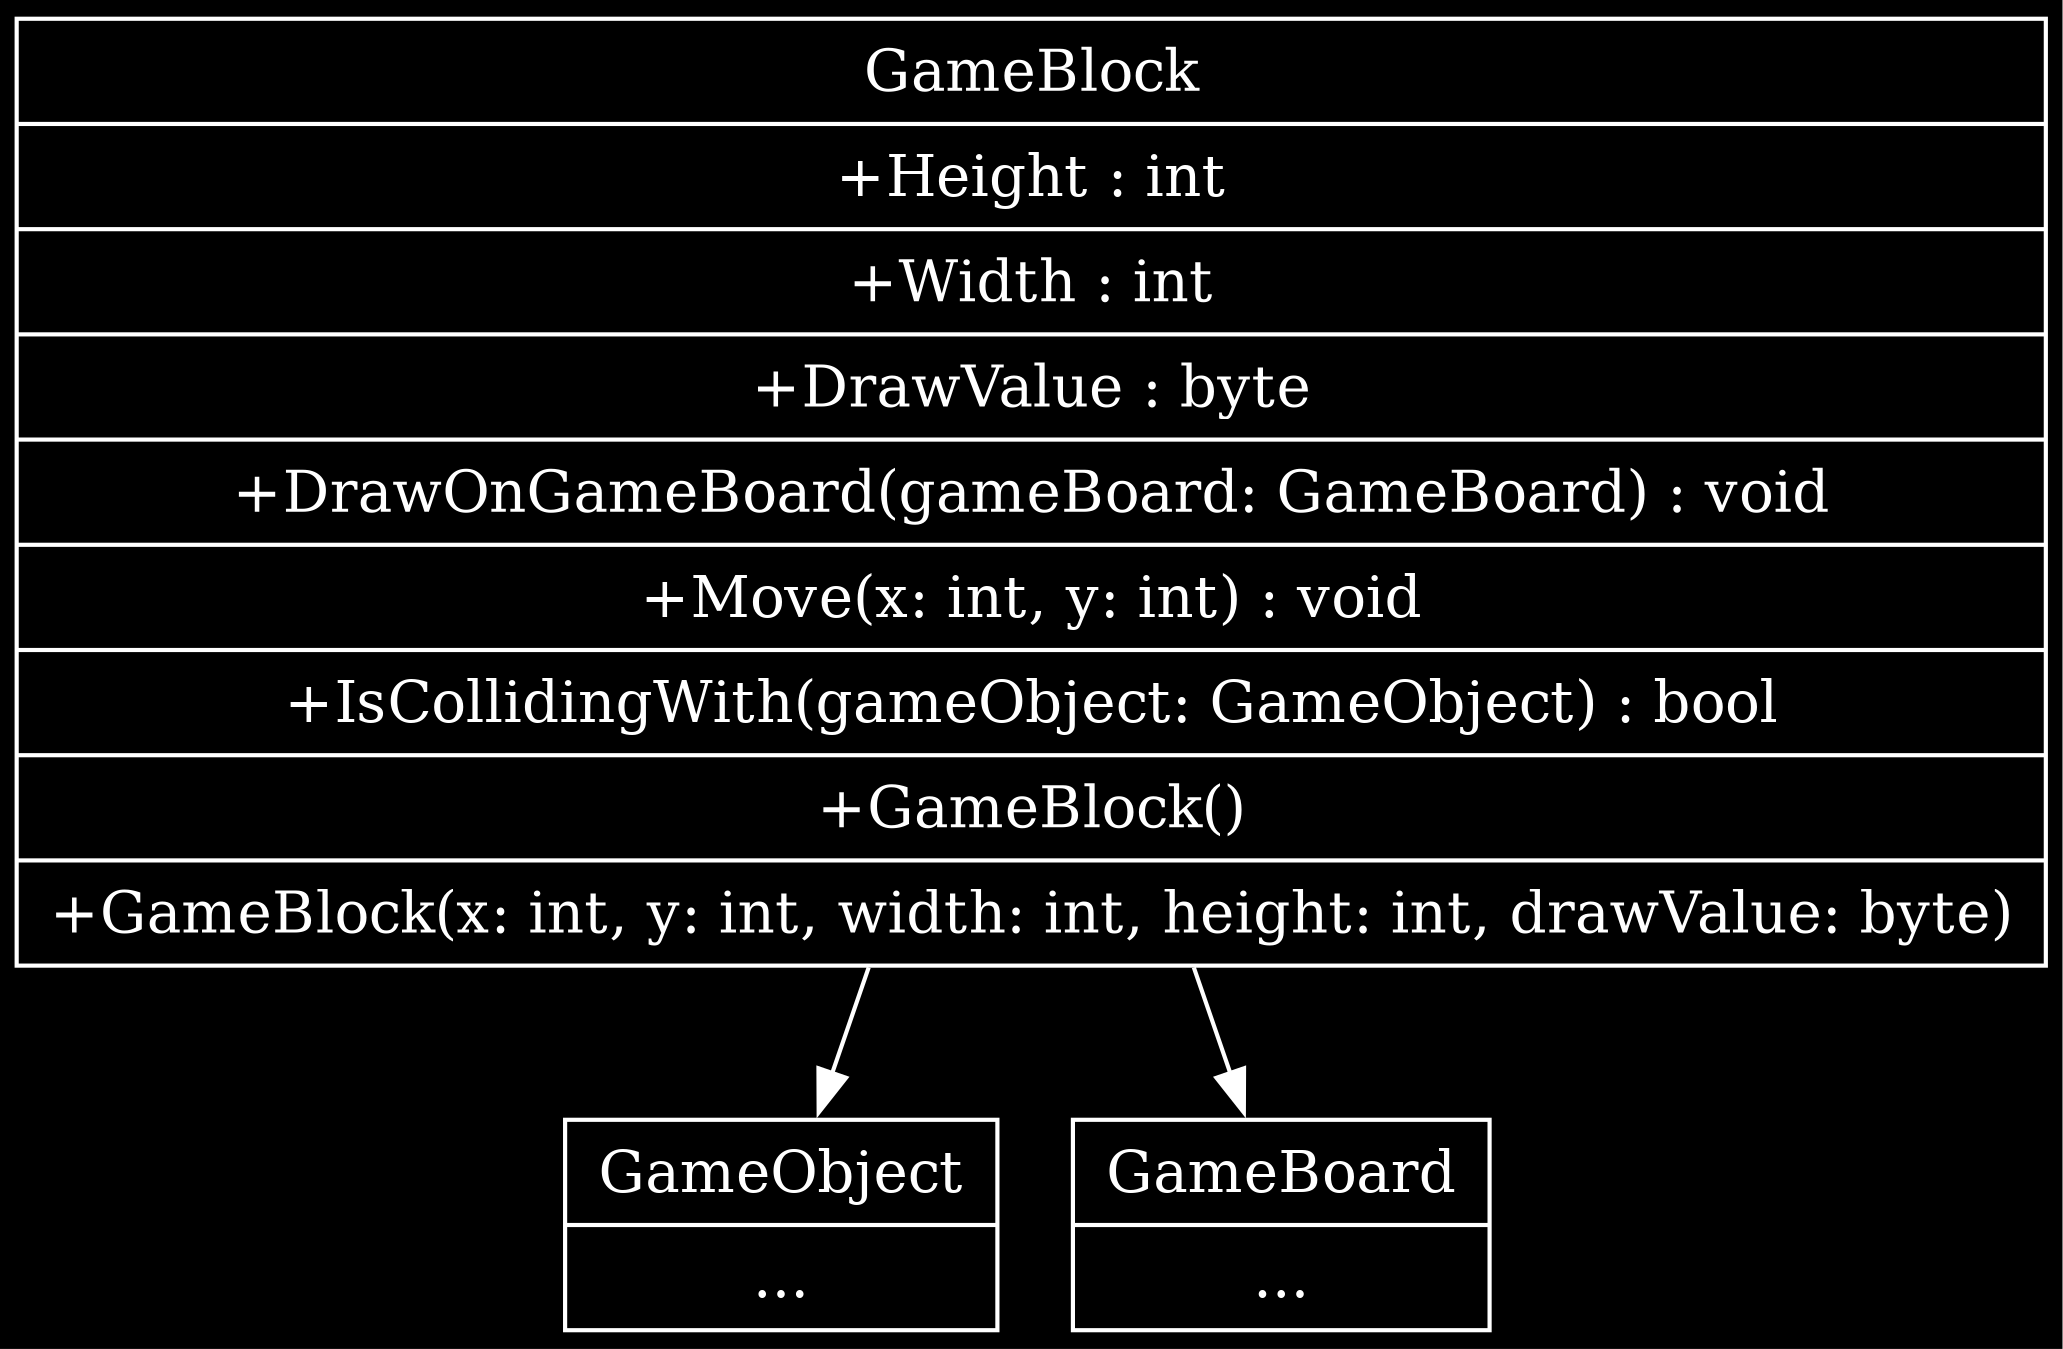 GameBlock
+Height : int
+Width : int
+DrawValue : byte
+DrawOnGameBoard(gameBoard: GameBoard) : void
+Move(x: int, y: int) : void
+IsCollidingWith(gameObject: GameObject) : bool
+GameBlock()
+GameBlock(x: int, y: int, width: int, height: int, drawValue: byte)
GameObject
...
GameBoard
...